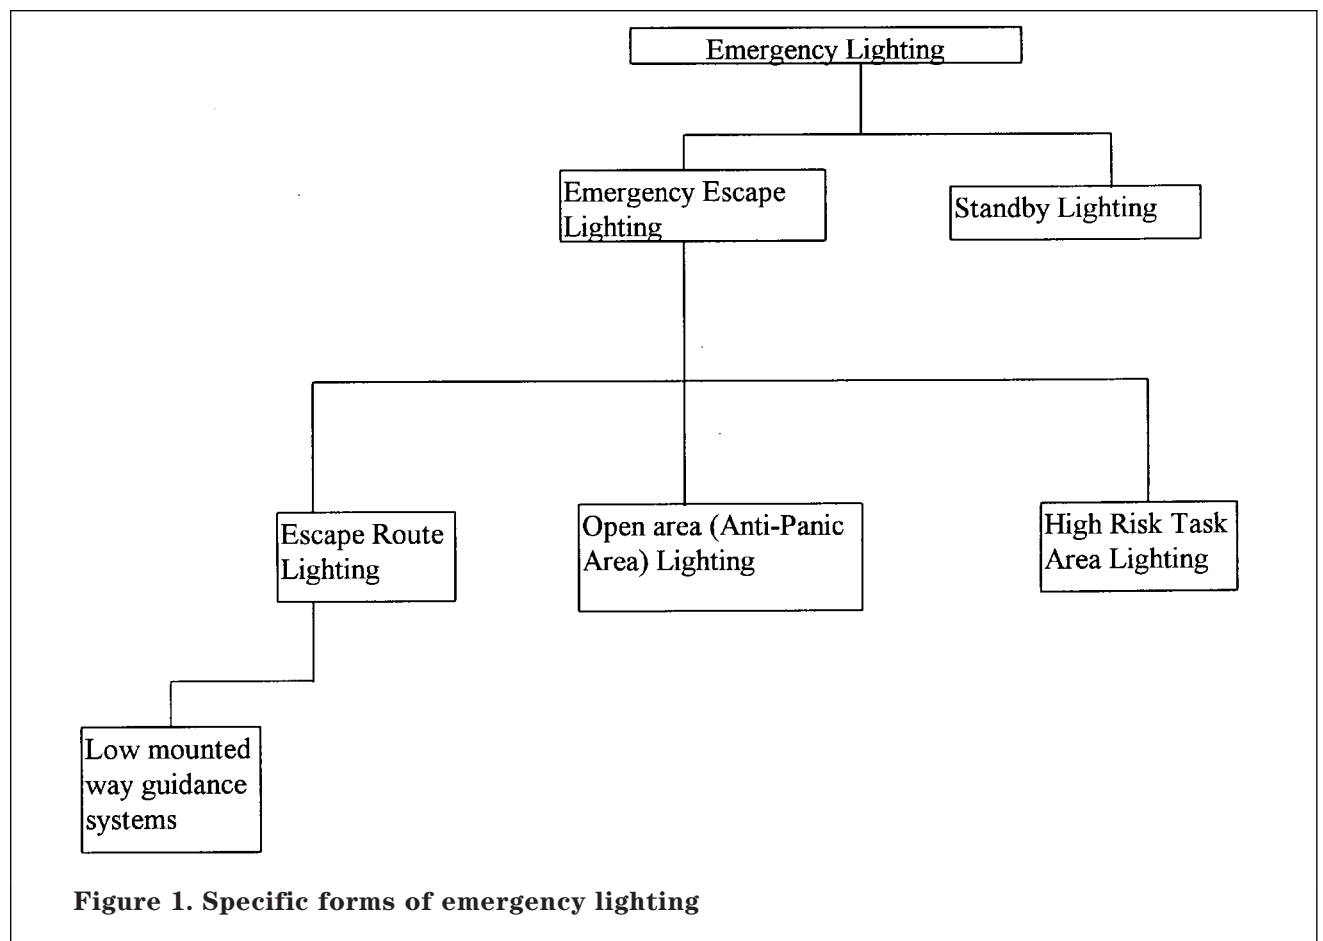 Emergency Lighting
Emergency Escape
Lighting
Standby Lighting
Escape Route
Lighting
Open area (Anti-Panic
Area) Lighting
High Risk Task
Area Lighting
Low mounted
way guidance
systems
Figure 1. Specific forms of emergency lighting